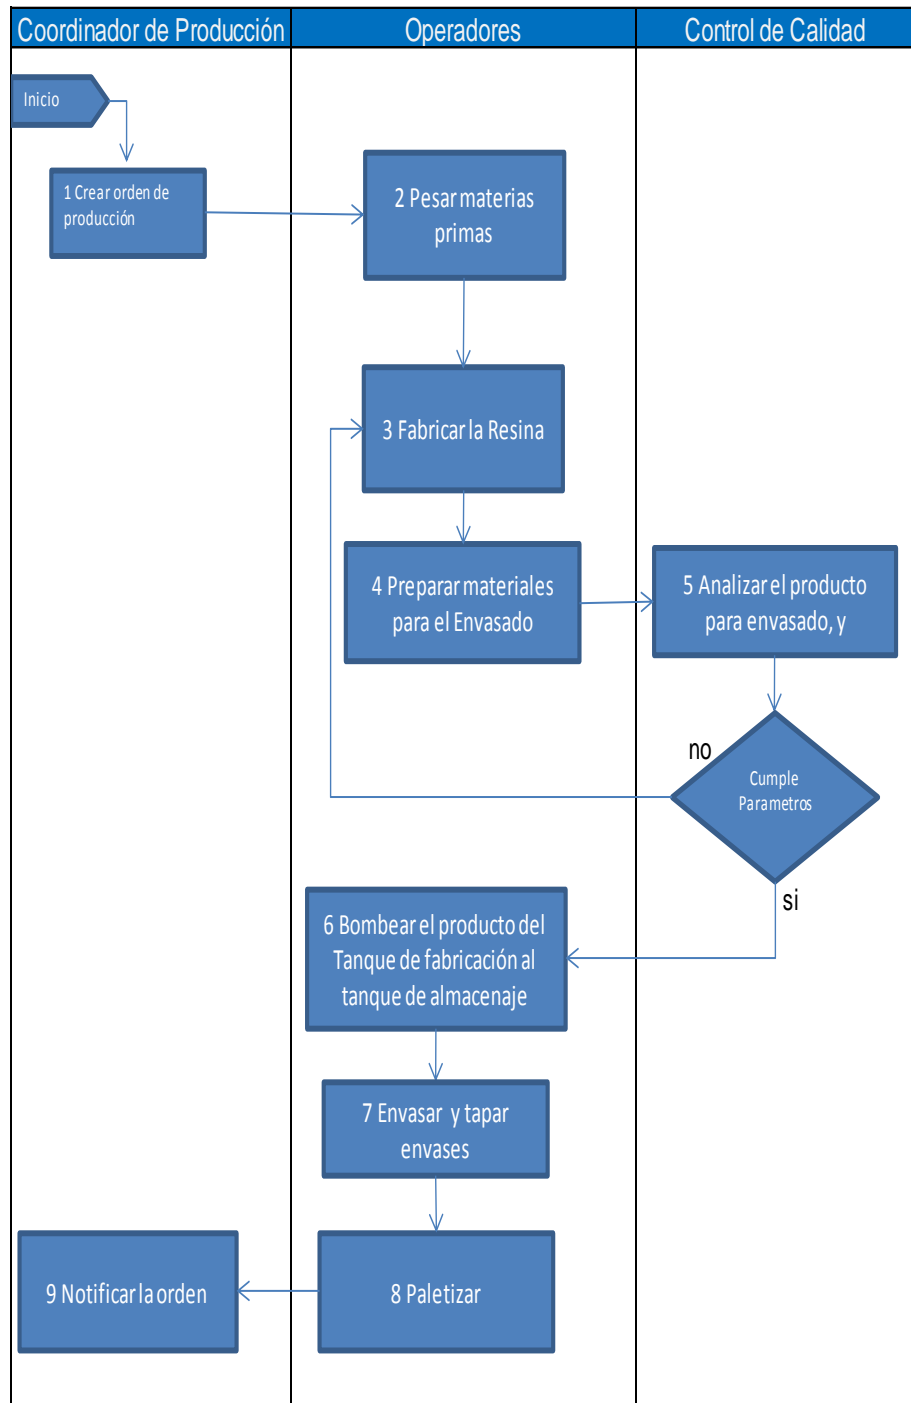 Coordinador de Producción
Operadores
Control de Calidad
Inicio
1 Crear orden de
producción
2 Pesar materias
primas
3 Fabricar la Resina
4 Preparar materiales
para el Envasado
5 Analizar el producto
para envasado, y
no
Cumple
Parametros
si
6 Bombear el producto del
Tanque de fabricación al
tanque de almacenaje
7 Envasar y tapar
envases
9 Notificar la orden
8 Paletizar